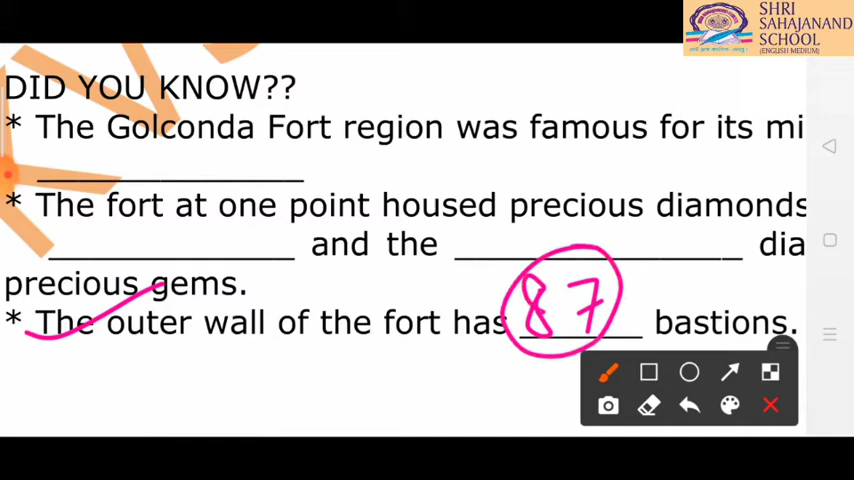 SHRI
SAHAJANAND
SCHOOL
(ENGLISH MEDIUM)
DID YOU KNOW??
* The Golconda Fort region was famous for its mi
_______________
* The fort at one point housed precious diamonds
______________ and the ________________ dia
precious gems.
* The outer wall of the fort has 87 bastions.